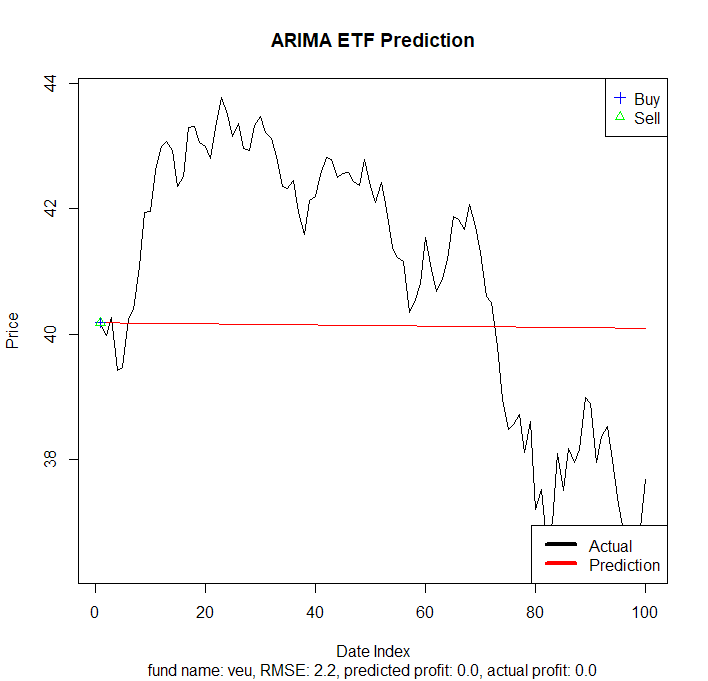 ARIMA ETF Prediction
44
42
40
38
Price
Buy
Sell
Actual
Prediction
0 20 40 60 80 100
Date Index
fund name: veu, RMSE: 2.2, predicted profit: 0.0, actual profit: 0.0